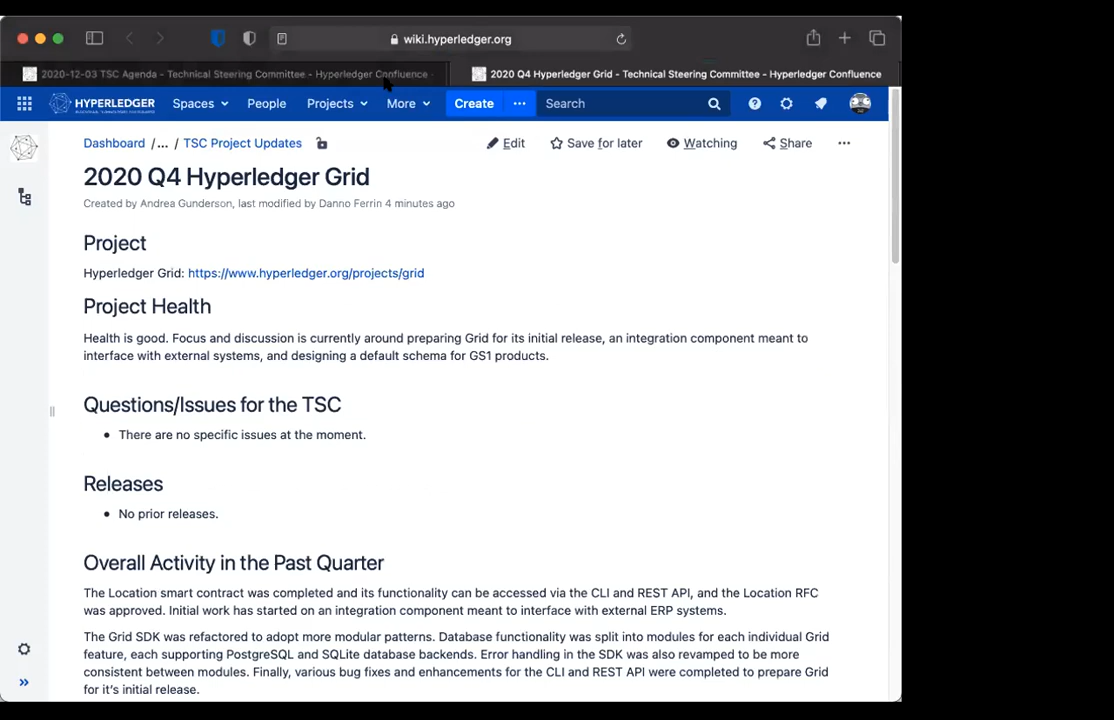 wiki.hyperledger.org
2020-12-03 TSC Agenda - Technical Steering Committee - Hyperledger Confluence
2020 Q4 Hyperledger Grid - Technical Steering Committee - Hyperledger Confluence
HYPERLEDGER Spaces People Projects More Create ... Search
Dashboard /... / TSC Project Updates Edit Save for later Watching Share ...
2020 Q4 Hyperledger Grid
Created by Andrea Gunderson, last modified by Danno Ferrin 4 minutes ago
Project
Hyperledger Grid: https://www.hyperledger.org/projects/grid
Project Health
Health is good. Focus and discussion is currently around preparing Grid for its initial release, an integration component meant to
interface with external systems, and designing a default schema for GS1 products.
Questions/Issues for the TSC
• There are no specific issues at the moment.
Releases
• No prior releases.
Overall Activity in the Past Quarter
The Location smart contract was completed and its functionality can be accessed via the CLI and REST API, and the Location RFC
was approved. Initial work has started on an integration component meant to interface with external ERP systems.
The Grid SDK was refactored to adopt more modular patterns. Database functionality was split into modules for each individual Grid
feature, each supporting PostgreSQL and SQLite database backends. Error handling in the SDK was also revamped to be more
consistent between modules. Finally, various bug fixes and enhancements for the CLI and REST API were completed to prepare Grid
for it's initial release.